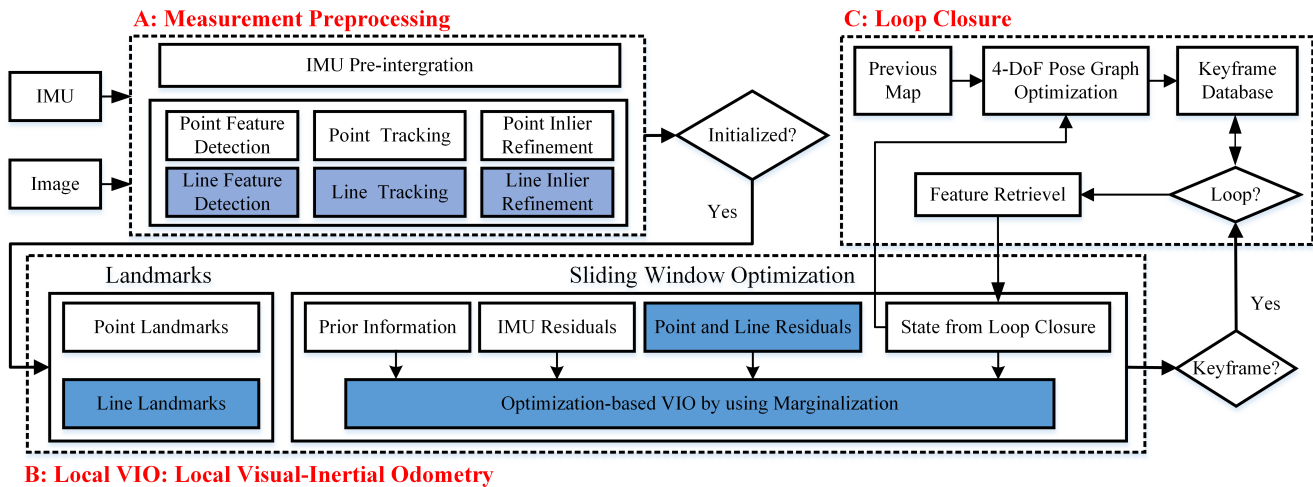 A: Measurement Preprocessing
IMU Pre-intergration
IMU
Image
Point Feature
Detection
Point Tracking
Point Inlier
Refinement
Line Feature
Detection
Line Tracking
Line Inlier
Refinement
Initialized?
Yes
C: Loop Closure
Previous
Map
4-DoF Pose Graph
Optimization
Keyframe
Database
Feature Retrievel
Loop?
Yes
Keyframe?
Landmarks
Point Landmarks
Line Landmarks
Sliding Window Optimization
Prior Information
IMU Residuals
Point and Line Residuals
State from Loop Closure
Optimization-based VIO by using Marginalization
B: Local VIO: Local Visual-Inertial Odometry